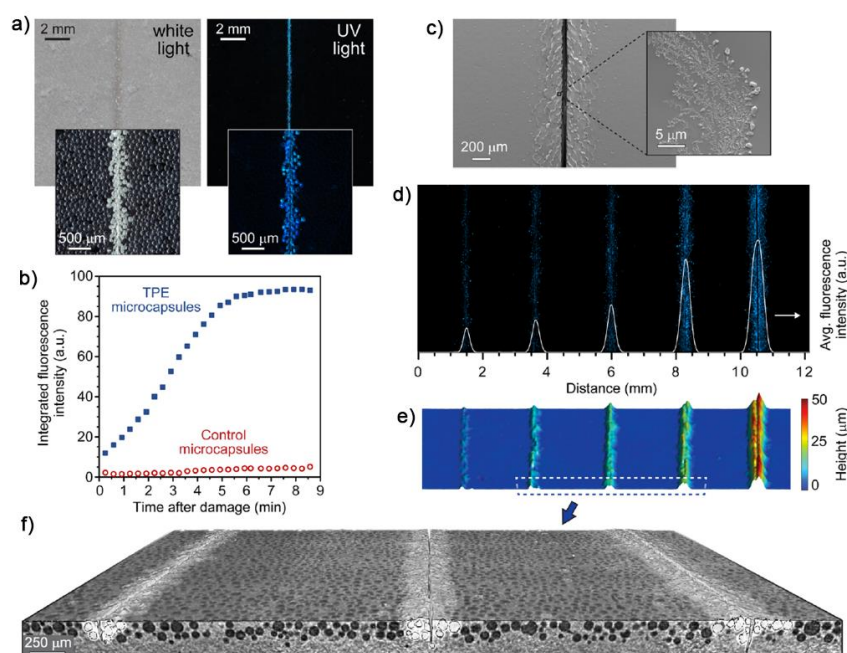 a)
2 mm
white
light
500 μm
2 mm
UV
light
500 μm
b)
Integrated fluorescence
intensity (a.u.)
100
80
60
40
20
0
TPE
microcapsules
Control
microcapsules
0 1 2 3 4 5 6 7 8 9
Time after damage (min)
c)
200 μm
5 μm
d)
0 2 4 6 8 10 12
Distance (mm)
Avg. fluorescence
intensity (a.u.)
e)
50
25
0
Height (μm)
f)
250 μm